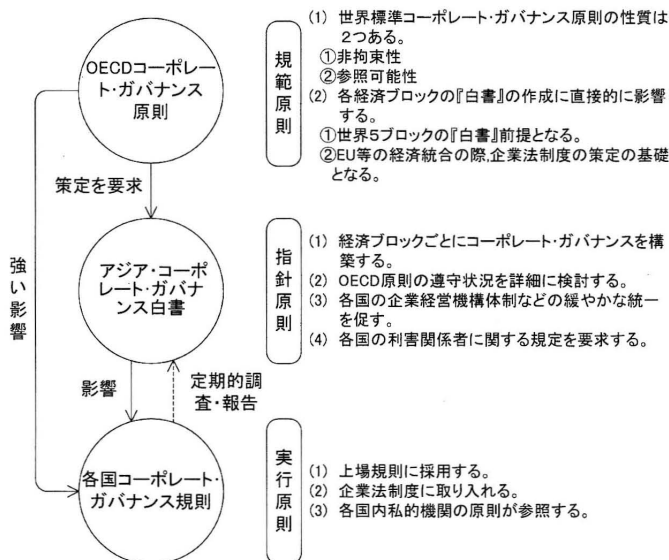 OECDコーポレー
ト・ガバナンス
原則
規範原則
(1) 世界標準コーポレート・ガバナンス原則の性質は
2つある。
①非拘束性
②参照可能性
(2) 各経済ブロックの『白書』の作成に直接的に影響
する。
①世界5ブロックの『白書』前提となる。
②EU等の経済統合の際,企業法制度の策定の基礎
となる。
策定を要求
強い影響
アジア・コーポ
レート・ガバナ
ンス白書
指針原則
(1) 経済ブロックごとにコーポレート・ガバナンスを構
築する。
(2) OECD原則の遵守状況を詳細に検討する。
(3) 各国の企業経営機構体制などの緩やかな統一
を促す。
(4) 各国の利害関係者に関する規定を要求する。
影響
定期的調
査・報告
各国コーポレート・
ガバナンス規則
実行原則
(1) 上場規則に採用する。
(2) 企業法制度に取り入れる。
(3) 各国内私的機関の原則が参照する。